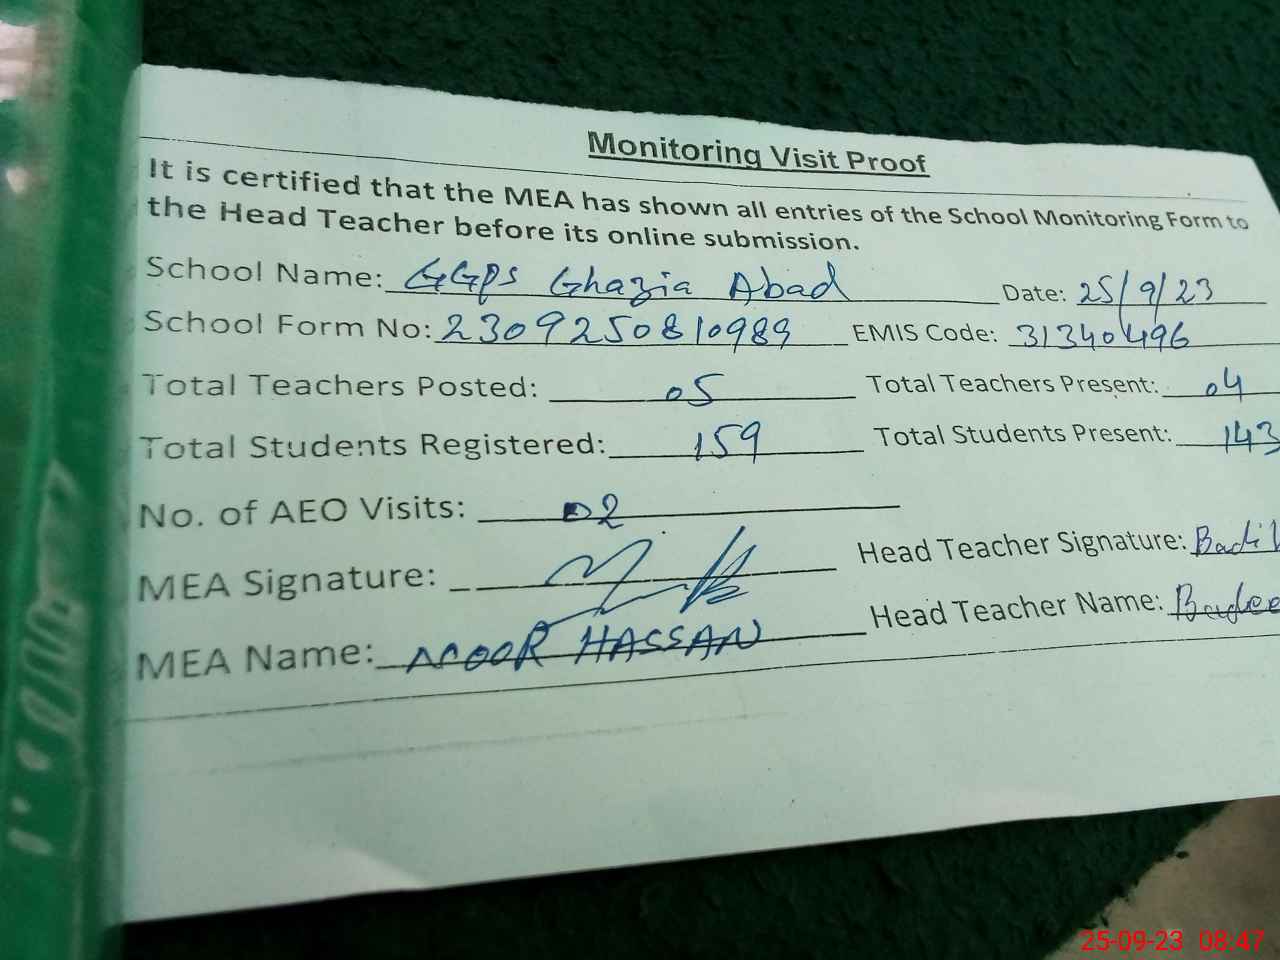 Monitoring Visit Proof
It is certified that the MEA has shown all entries of the School Monitoring Form to
the Head Teacher before its online submission.
School Name: GGPS Ghazia Abad Date: 25/9/23
School Form No: 2309250810989 EMIS Code: 31340496
Total Teachers Posted: 05 Total Teachers Present: 04
Total Students Registered: 159 Total Students Present: 143
No. of AEO Visits: 02
MEA Signature: Head Teacher Signature:
MEA Name: NOOR HASSAN Head Teacher Name:
25-09-23 08:47